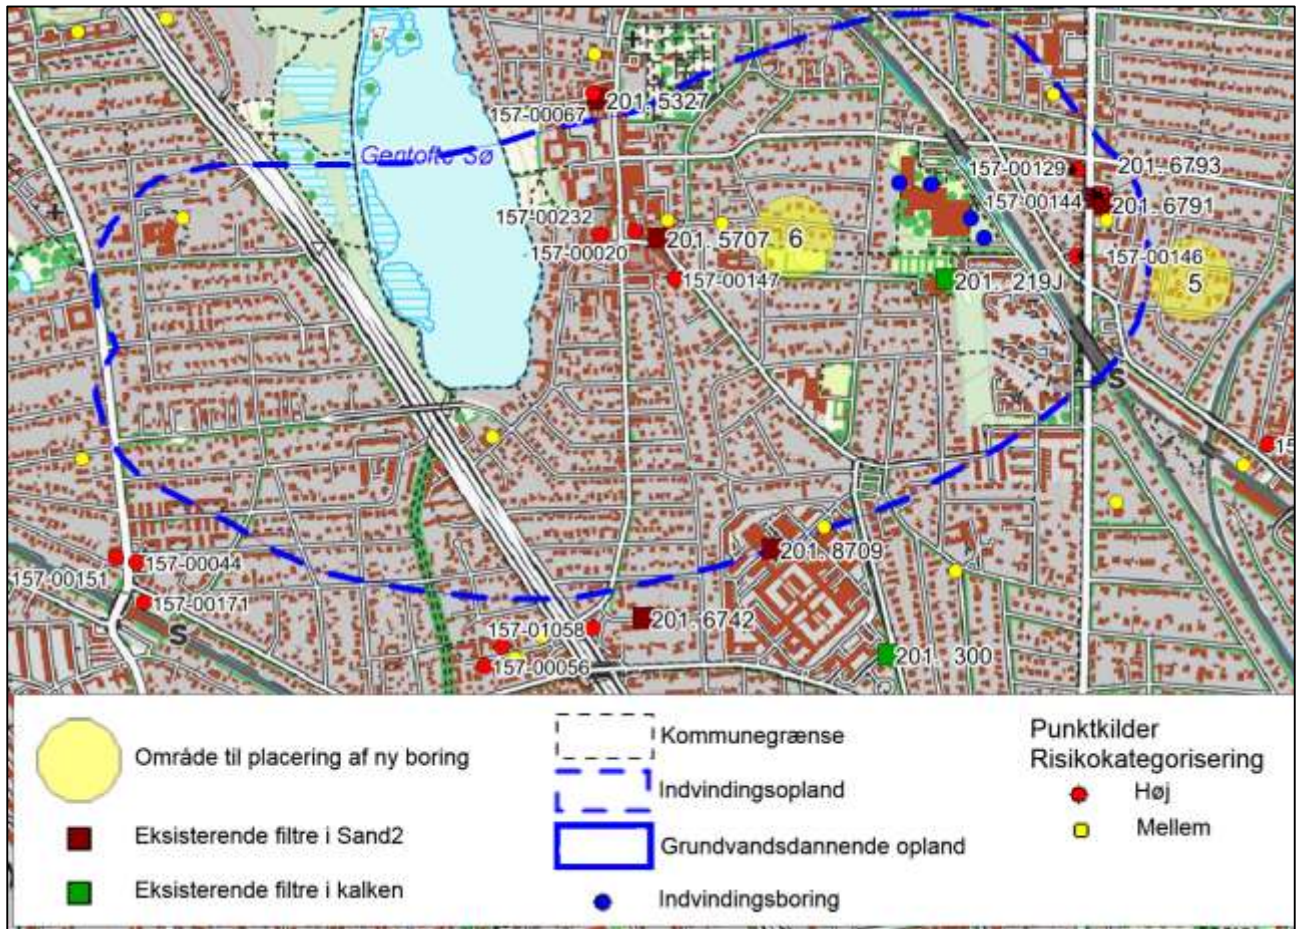 201. 5327
157-00067
Gentofte Sø
157-00129
201. 6793
157-00144
201. 6791
157-00232
157-00020
201. 5707
6
157-00146
157-00147
201. 219J
5
S
15
201. 8709
157-00151
157-00044
157-00171
S
157-01058
201. 6742
157-00056
201. 300
Område til placering af ny boring
Eksisterende filtre i Sand2
Eksisterende filtre i kalken
Kommunegrænse
Indvindingsopland
Grundvandsdannende opland
Indvindingsboring
Punktkilder
Risikokategorisering
Høj
Mellem